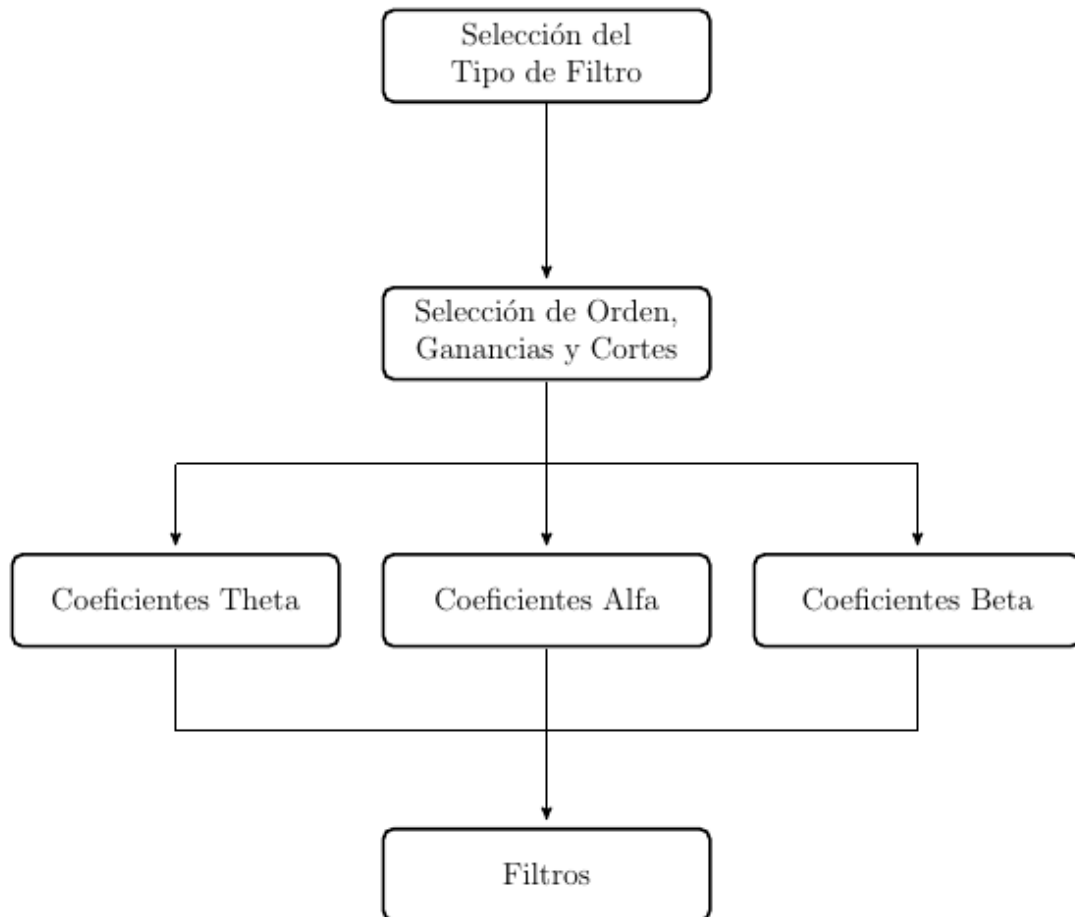 Selección del
Tipo de Filtro
Selección de Orden,
Ganancias y Cortes
Coeficientes Theta
Coeficientes Alfa
Coeficientes Beta
Filtros